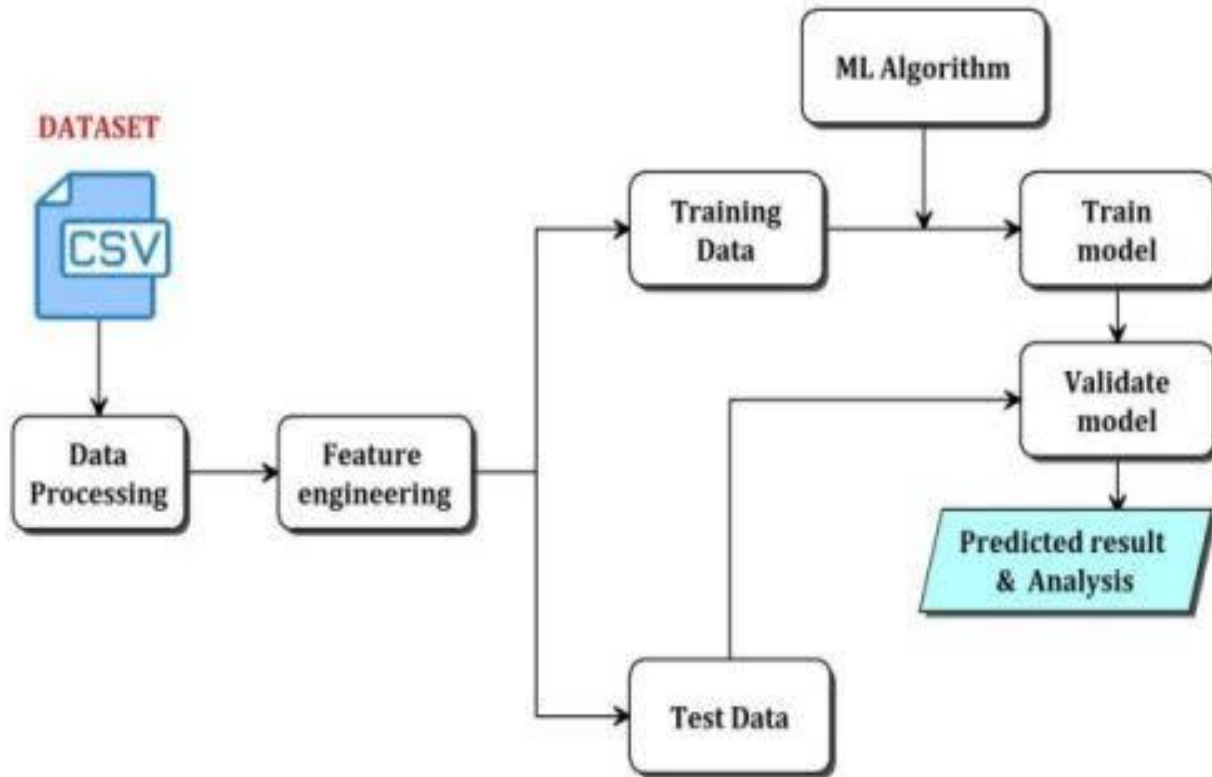 ML Algorithm
DATASET
CSV
Training
Data
Train
model
Validate
model
Data
Processing
Feature
engineering
Predicted result
& Analysis
Test Data